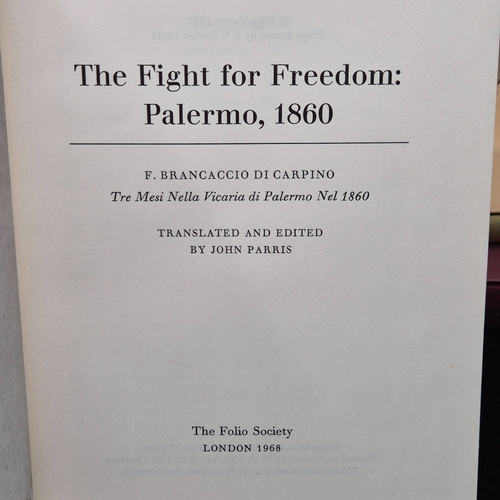 The Fight for Freedom:
Palermo, 1860
F. BRANCACCIO DI CARPINO
Tre Mesi Nella Vicaria di Palermo Nel 1860
TRANSLATED AND EDITED
BY JOHN PARRIS
The Folio Society
LONDON 1968